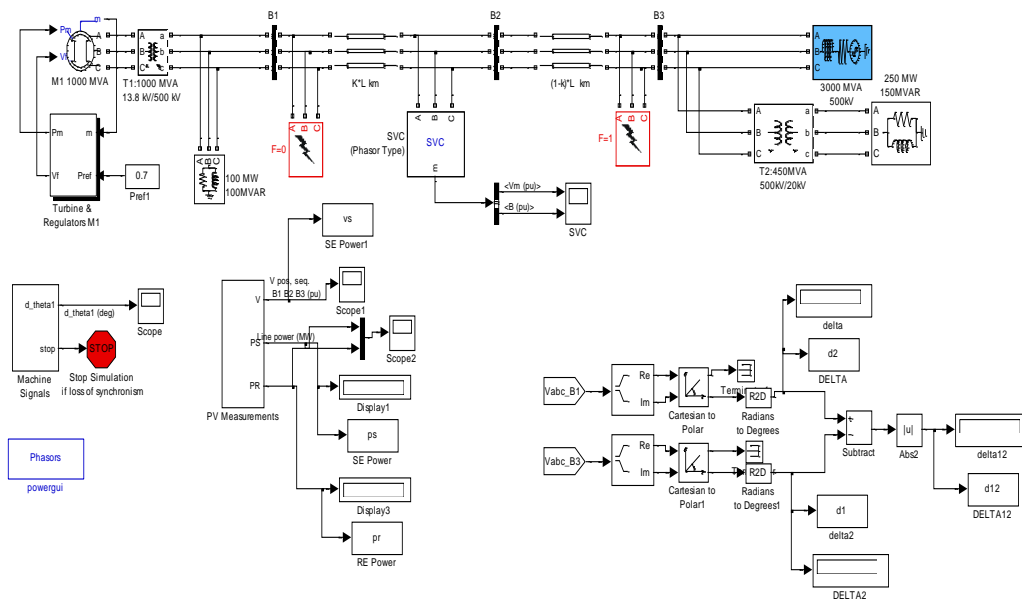 B1
B2
B3
Pm
m
A
B
C
Vf
A
B
C
a
b
c
M1 1000 MVA
T1:1000 MVA
13.8 kV/500 kV
K*L km
(1-k)*L km
A
B
C
3000 MVA
500kV
250 MW
150MVAR
Pm
m
Vf
Pref
0.7
Pref1
Turbine &
Regulators M1
A
B
C
100 MW
100MVAR
A
B
C
F=0
SVC
(Phasor Type)
A
B
C
SVC
m
<Vm (pu)>
<B (pu)>
SVC
A
B
C
F=1
A
B
C
a
b
c
T2:450MVA
500kV/20kV
A
B
C
vs
SE Power1
d_theta1
d_theta1 (deg)
stop
Scope
STOP
Machine
Signals
Stop Simulation
if loss of synchronism
V pos, seq.
B1 B2 B3 (pu)
V
Scope1
Line power (MW)
PS
Scope2
PR
PV Measurements
Display1
ps
SE Power
Display3
pr
RE Power
Phasors
powergui
delta
d2
DELTA
Vabc_B1
Re
Im
Cartesian to
Polar
R2D
Radians
to Degrees
Vabc_B3
Re
Im
Cartesian to
Polar1
R2D
Radians
to Degrees1
+
−
Subtract
|u|
Abs2
delta12
d12
DELTA12
d1
delta2
DELTA2